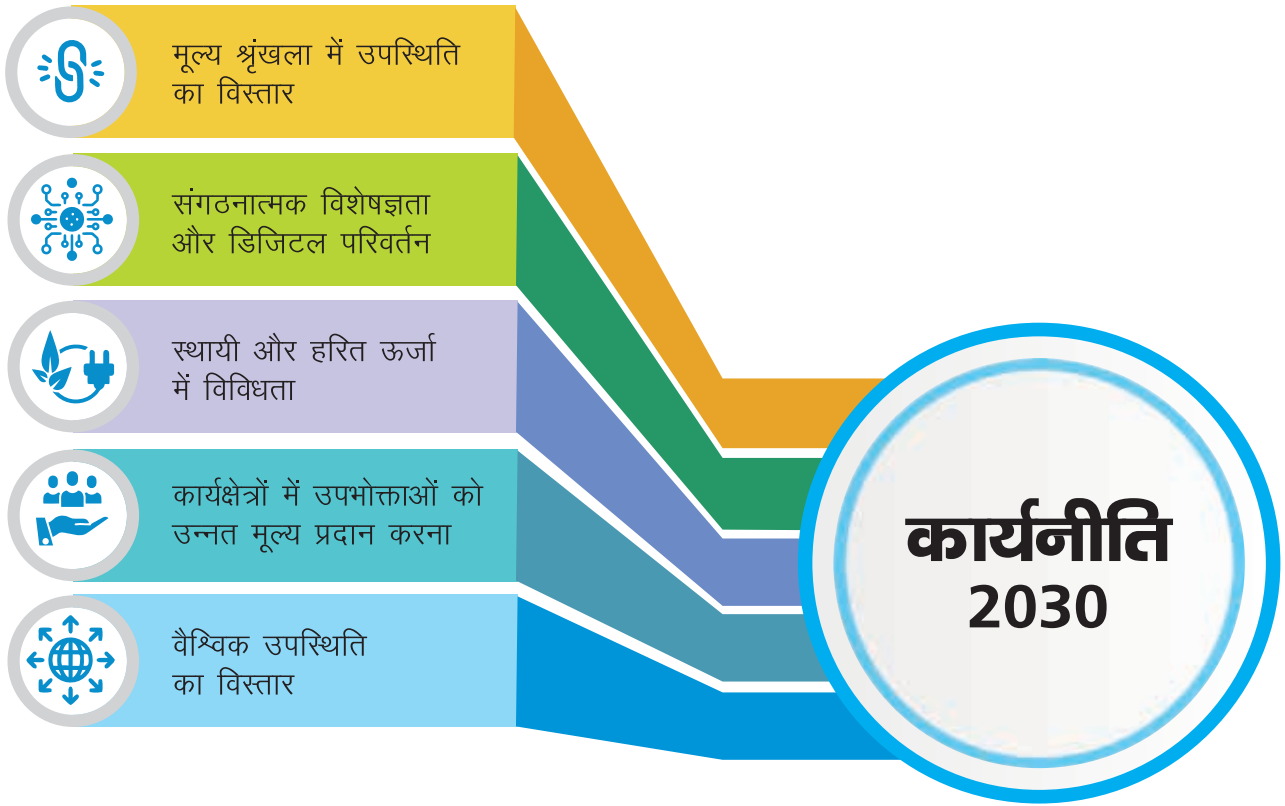 मूल्य श्रृंखला में उपस्थिति
का विस्तार
संगठनात्मक विशेषज्ञता
और डिजिटल परिवर्तन
स्थायी और हरित ऊर्जा
में विविधता
कार्यक्षेत्रों में उपभोक्ताओं को
उन्नत मूल्य प्रदान करना
वैश्विक उपस्थिति
का विस्तार
कार्यनीति
2030